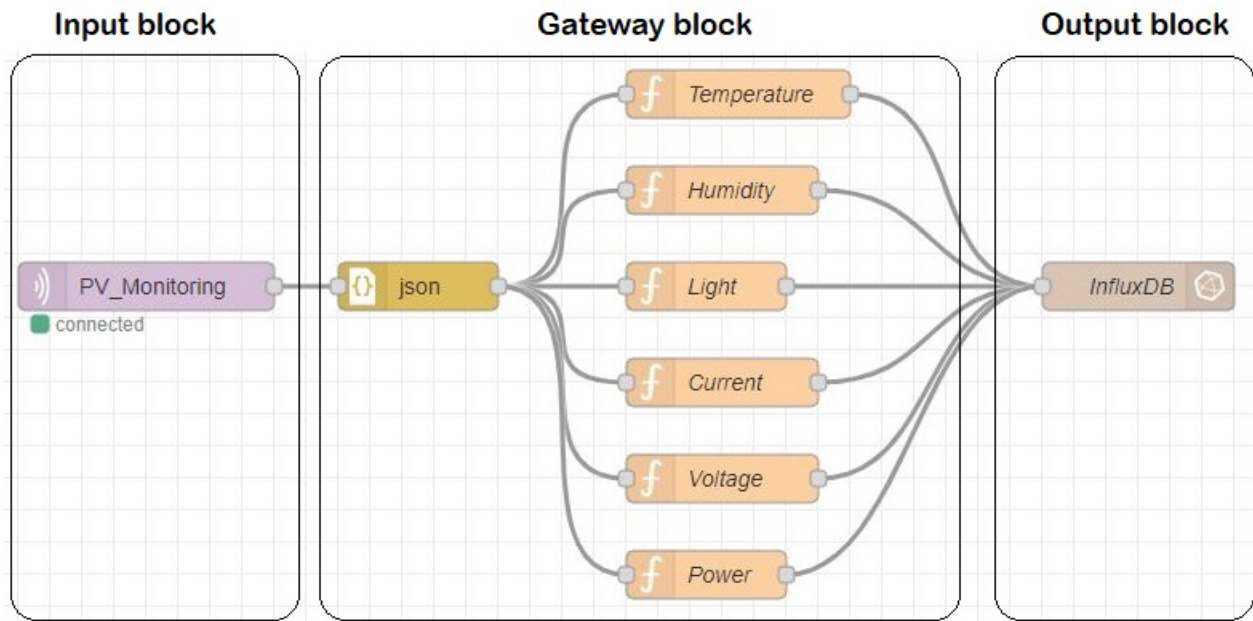 Input block
Gateway block
Output block
Temperature
Humidity
PV_Monitoring
connected
{} json
Light
InfluxDB
Current
Voltage
Power